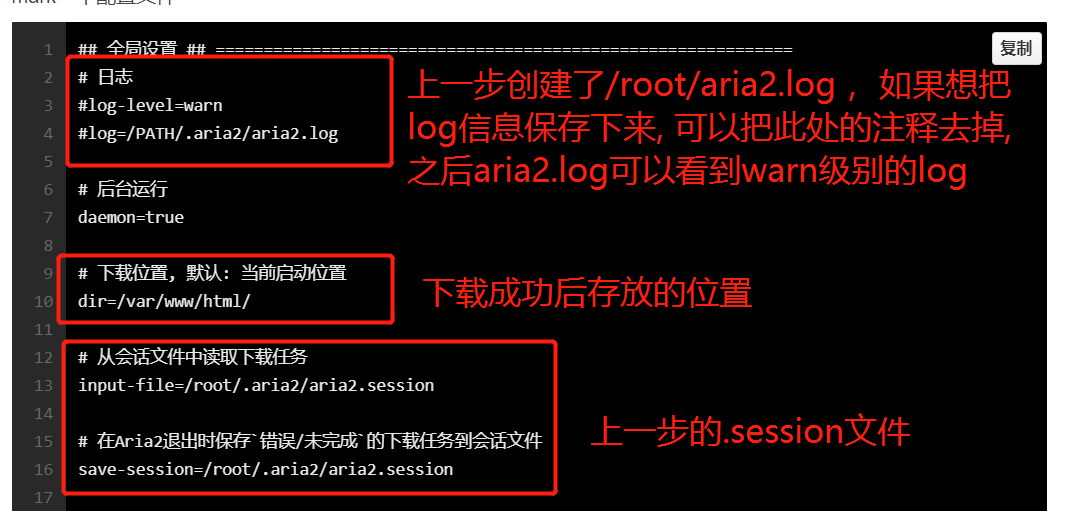 1 ## 全局设置 ## ============================================================
复制
2 # 日志
3 #log-level=warn
4 #log=/PATH/.aria2/aria2.log
上一步创建了/root/aria2.log ，如果想把
log信息保存下来, 可以把此处的注释去掉,
之后aria2.log可以看到warn级别的log
5
6 # 后台运行
7 daemon=true
8
9 # 下载位置, 默认: 当前启动位置
10 dir=/var/www/html/
下载成功后存放的位置
11
12 # 从会话文件中读取下载任务
13 input-file=/root/.aria2/aria2.session
14
15 # 在Aria2退出时保存`错误/未完成`的下载任务到会话文件
16 save-session=/root/.aria2/aria2.session
上一步的.session文件
17